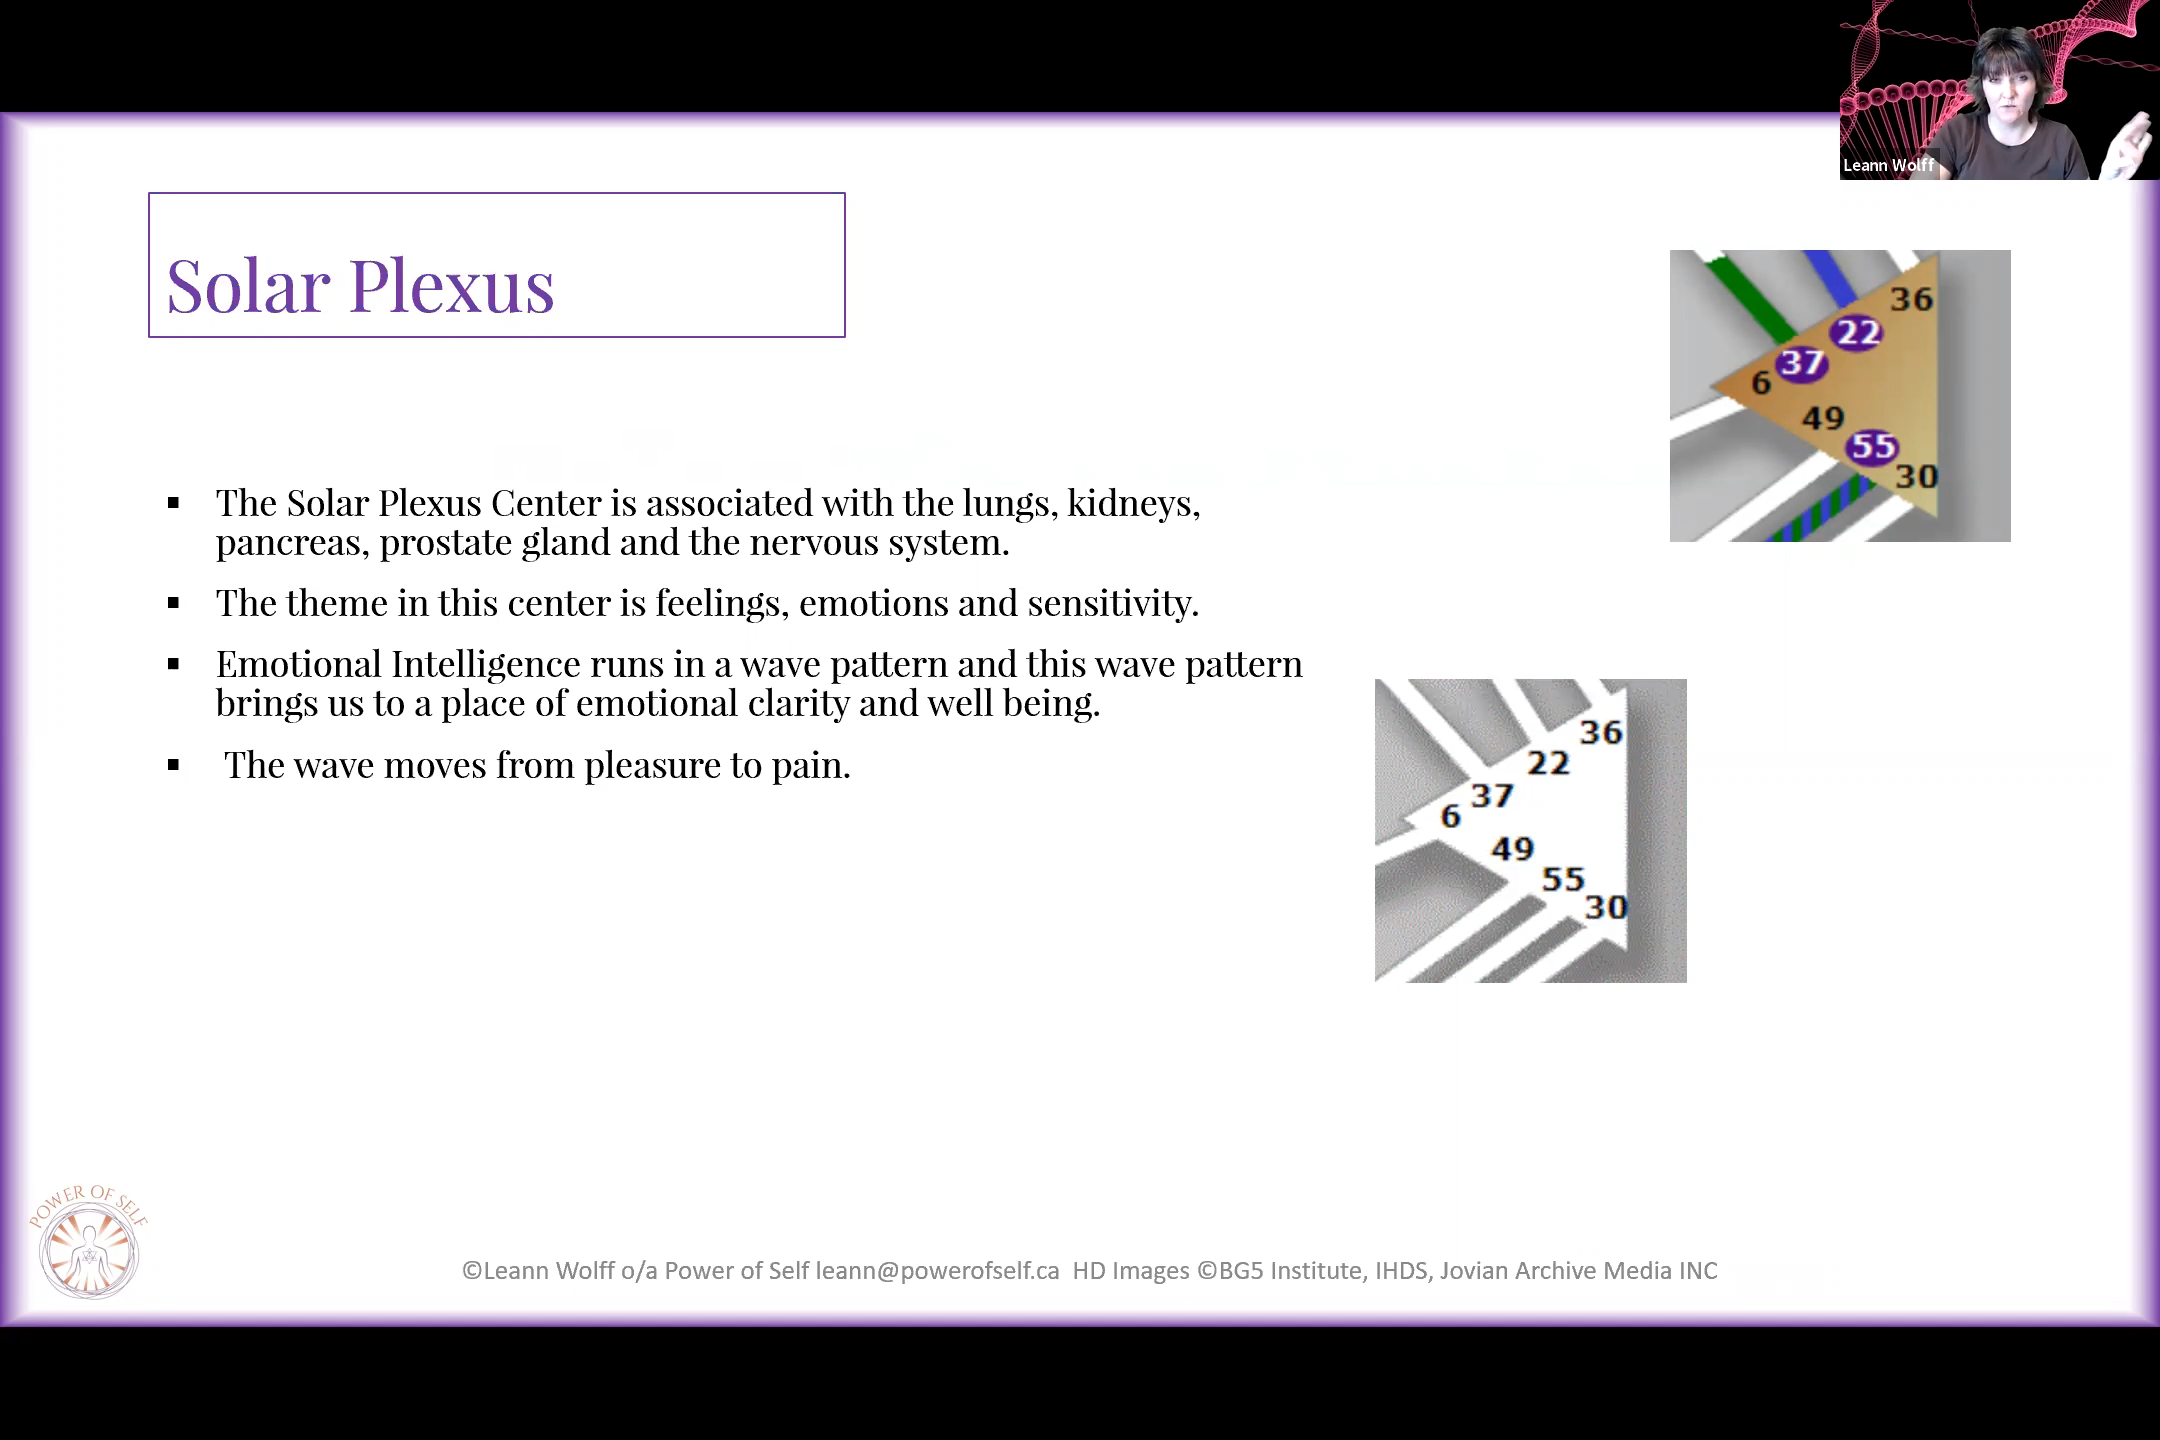 Leann Wolff
Solar Plexus
36
22
37
6
49
55
30
▪ The Solar Plexus Center is associated with the lungs, kidneys,
pancreas, prostate gland and the nervous system.
▪ The theme in this center is feelings, emotions and sensitivity.
▪ Emotional Intelligence runs in a wave pattern and this wave pattern
brings us to a place of emotional clarity and well being.
▪ The wave moves from pleasure to pain.
36
22
37
6
49
55
30
POWER OF SELF
©Leann Wolff o/a Power of Self leann@powerofself.ca HD Images ©BG5 Institute, IHDS, Jovian Archive Media INC